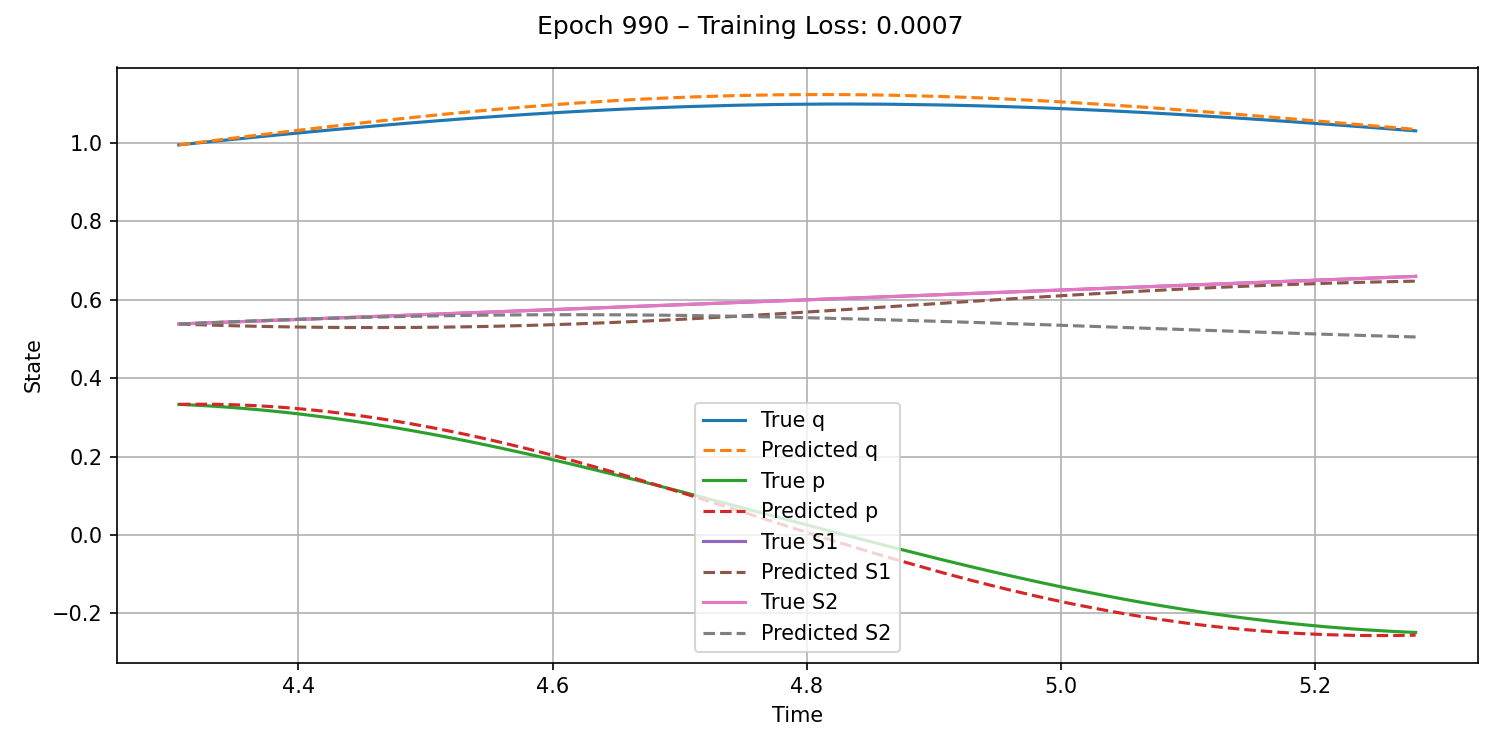 Epoch 990 – Training Loss: 0.0007
1.0
0.8
0.6
0.4
0.2
0.0
−0.2
State
True q
Predicted q
True p
Predicted p
True S1
Predicted S1
True S2
Predicted S2
4.4 4.6 4.8 5.0 5.2
Time